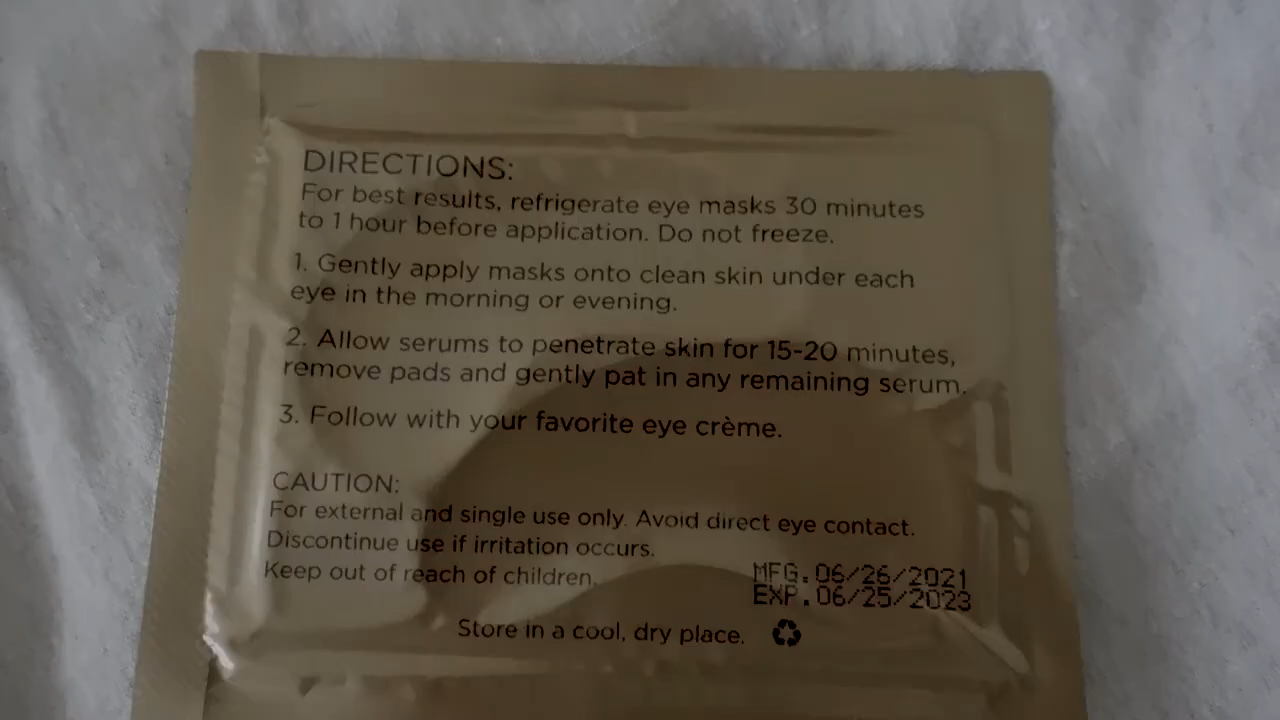 DIRECTIONS:
For best results, refrigerate eye masks 30 minutes
to 1 hour before application. Do not freeze.
1. Gently apply masks onto clean skin under each
eye in the morning or evening.
2. Allow serums to penetrate skin for 15-20 minutes,
remove pads and gently pat in any remaining serum.
3. Follow with your favorite eye crème.
CAUTION:
For external and single use only. Avoid direct eye contact.
Discontinue use if irritation occurs.
Keep out of reach of children.
MFG.06/26/2021
EXP.06/25/2023
Store in a cool, dry place.